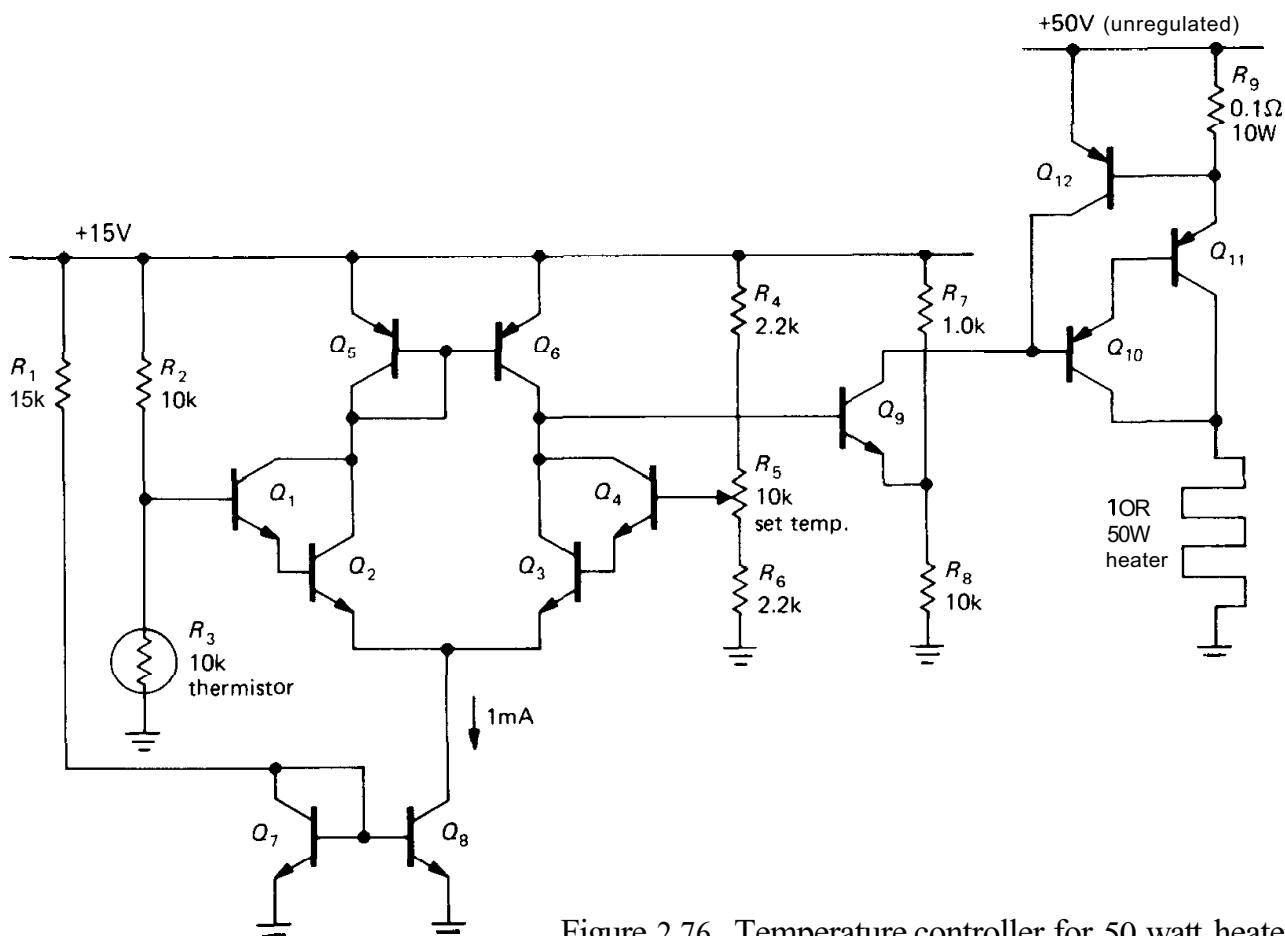 +50V (unregulated)
R9
0.1Ω
10W
Q12
Q11
Q10
+15V
R1
15k
R2
10k
Q5
Q6
R4
2.2k
R7
1.0k
Q9
Q1
Q4
R5
10k
set temp.
Q2
Q3
R6
2.2k
R8
10k
1OR
50W
heater
R3
10k
thermistor
1mA
Q7
Q8
Figure 2.76 Temperature controller for 50 watt heate